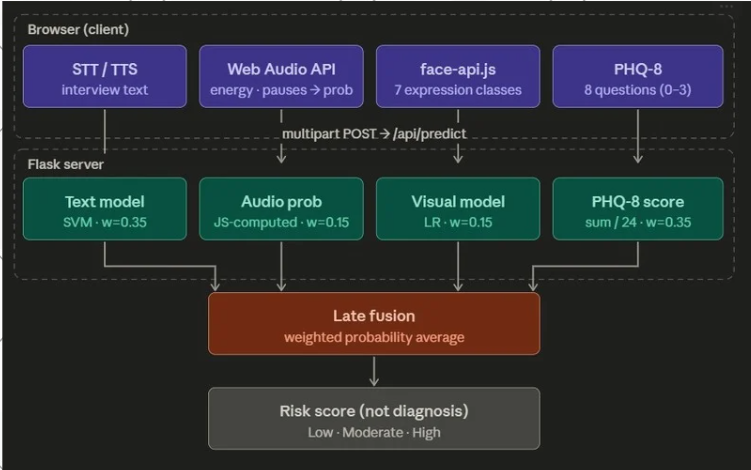 Browser (client)
STT / TTS
interview text
Web Audio API
energy · pauses → prob
face-api.js
7 expression classes
PHQ-8
8 questions (0–3)
multipart POST → /api/predict
Flask server
Text model
SVM · w=0.35
Audio prob
JS-computed · w=0.15
Visual model
LR · w=0.15
PHQ-8 score
sum / 24 · w=0.35
Late fusion
weighted probability average
Risk score (not diagnosis)
Low · Moderate · High